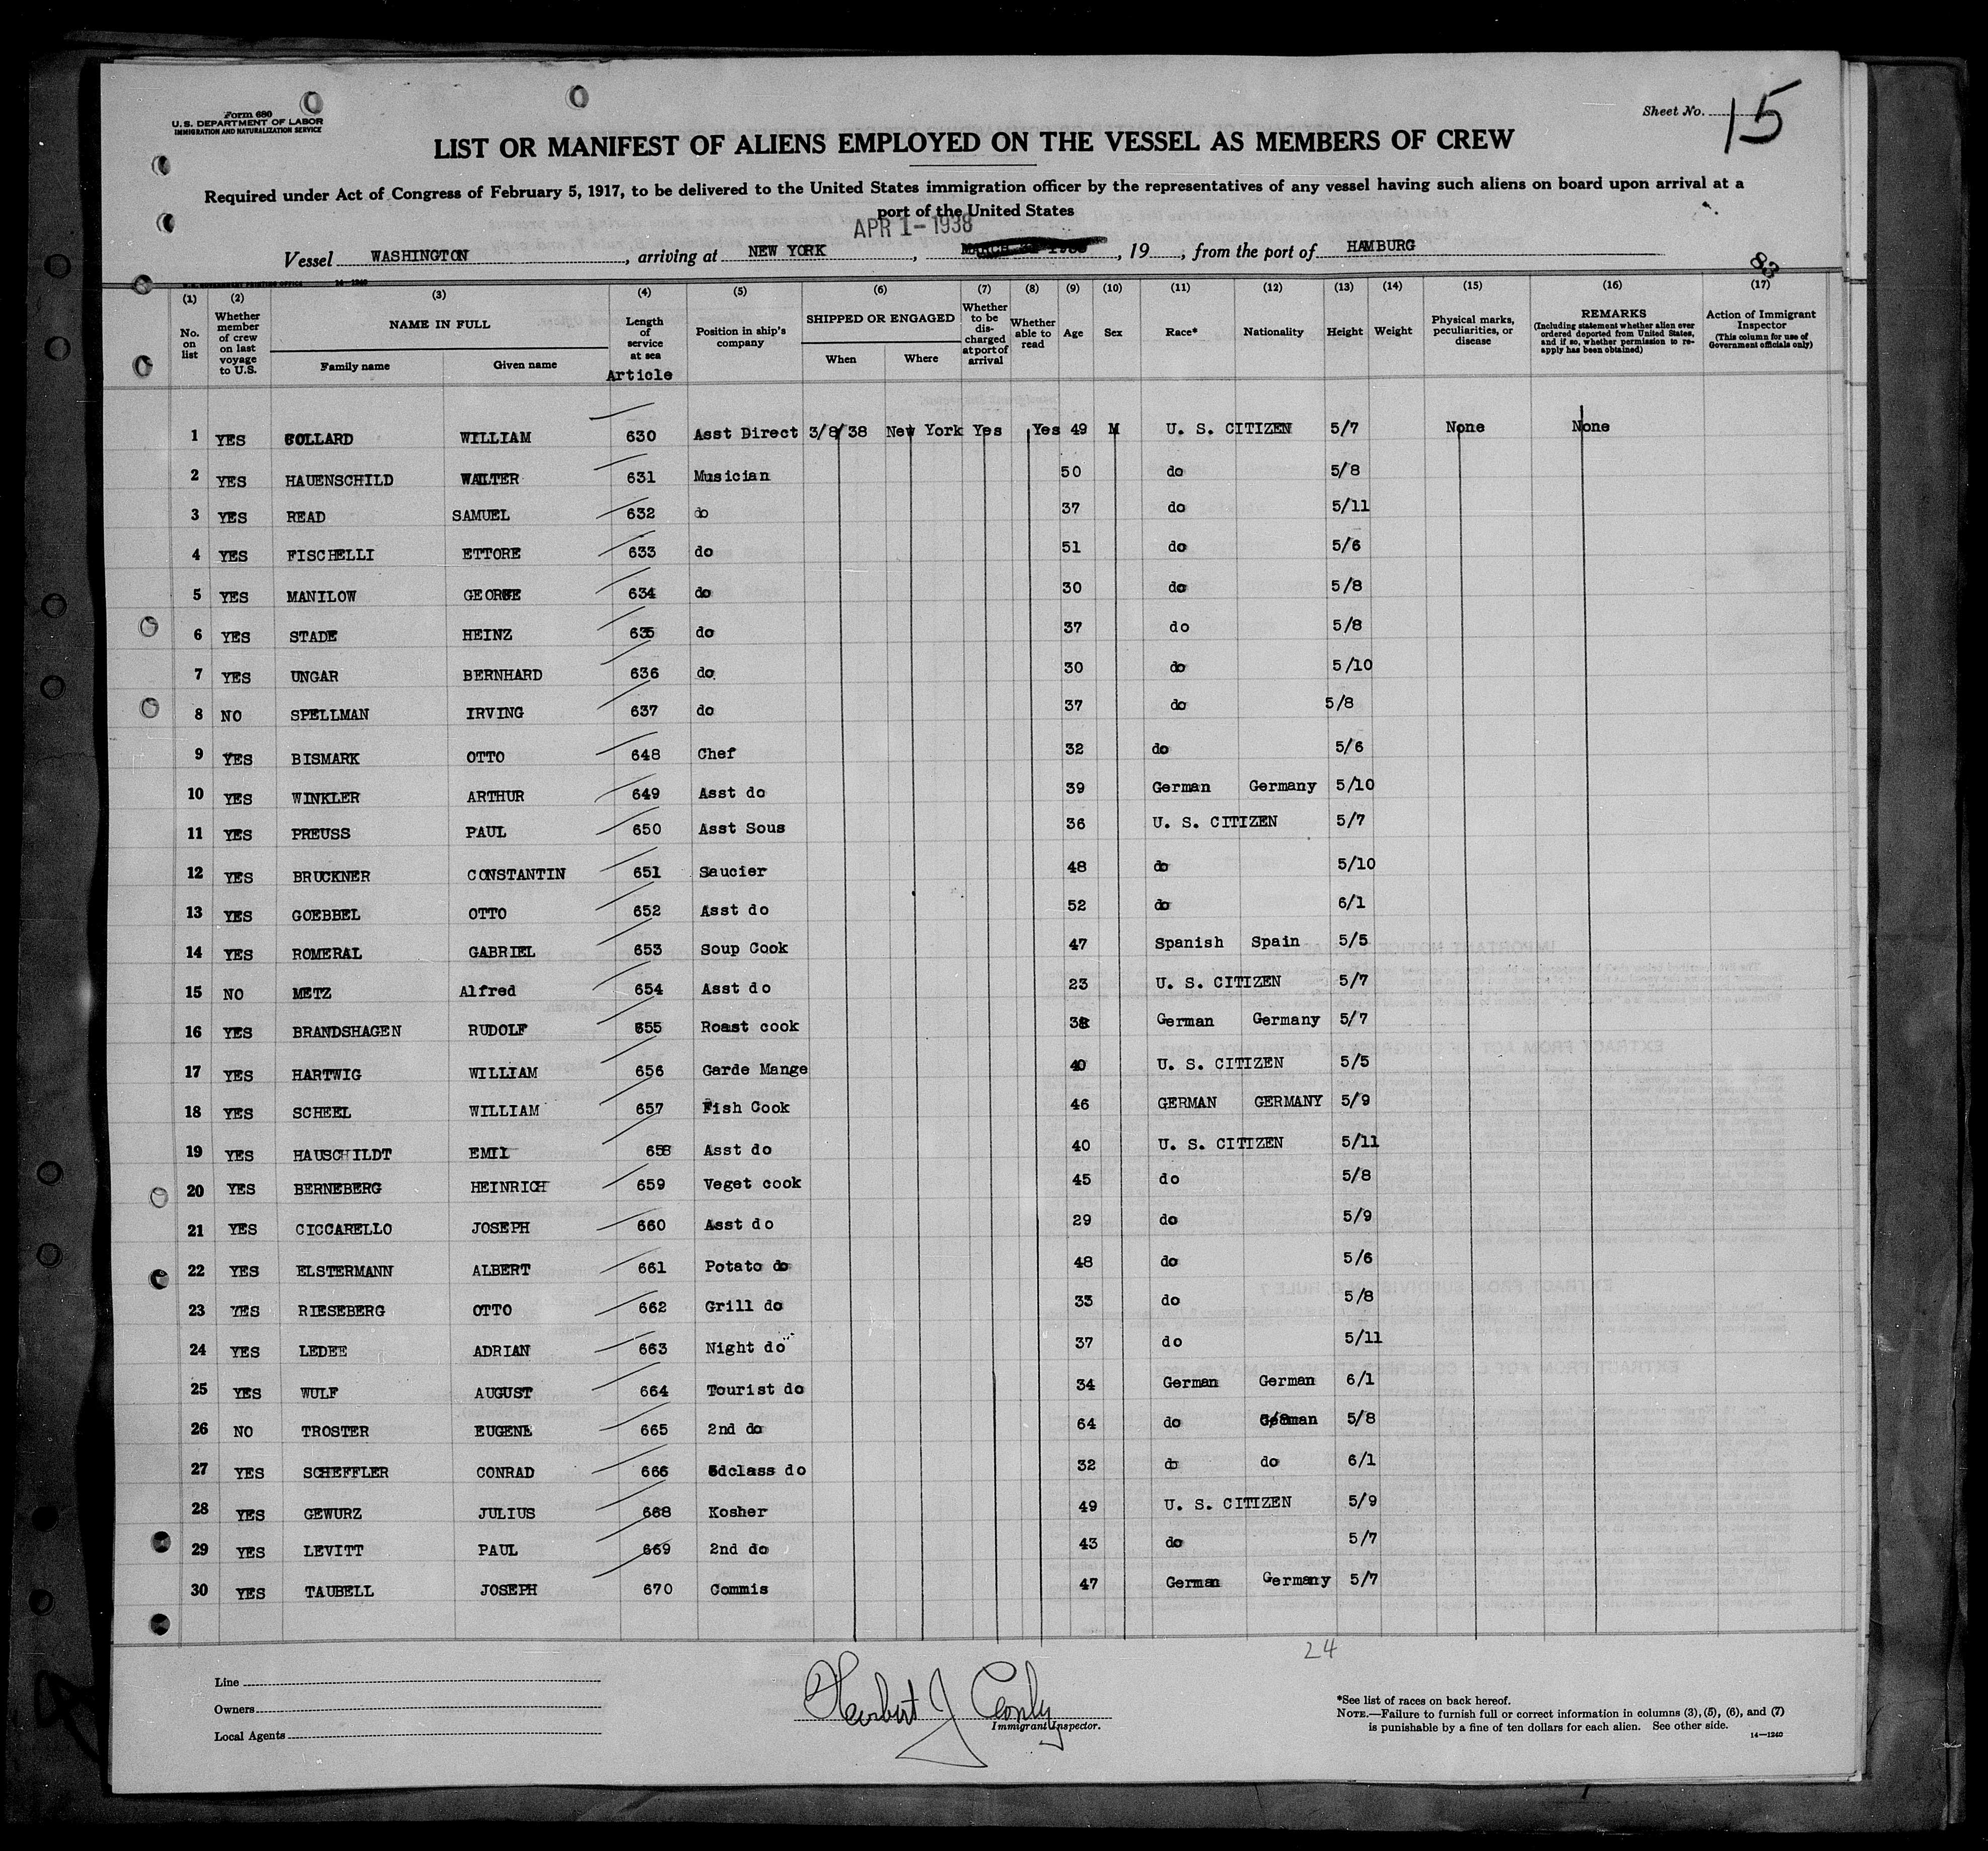 Form 680
U. S. DEPARTMENT OF LABOR
IMMIGRATION AND NATURALIZATION SERVICE
Sheet No. 15
LIST OR MANIFEST OF ALIENS EMPLOYED ON THE VESSEL AS MEMBERS OF CREW
Required under Act of Congress of February 5, 1917, to be delivered to the United States immigration officer by the representatives of any vessel having such aliens on board upon arrival at a
port of the United States
APR 1 - 1938
Vessel WASHINGTON, arriving at NEW YORK, MARCH 1938, 19, from the port of HAMBURG
83
U. S. GOVERNMENT PRINTING OFFICE 14-1240
(1) (2) (3) (4) (5) (6) (7) (8) (9) (10) (11) (12) (13) (14) (15) (16) (17)
No. on list
Whether member of crew on last voyage to U.S.
NAME IN FULL
Family name
Given name
Length of service at sea
Article
Position in ship's company
SHIPPED OR ENGAGED
When
Where
Whether to be discharged at port of arrival
Whether able to read
Age
Sex
Race*
Nationality
Height
Weight
Physical marks, peculiarities, or disease
REMARKS
(Including statement whether alien ever ordered deported from United States, and if so, whether permission to reapply has been obtained)
Action of Immigrant Inspector
(This column for use of Government officials only)
1 YES COLLARD WILLIAM 630 Asst Direct 3/8/38 New York Yes Yes 49 M U. S. CITIZEN 5/7 None None
2 YES HAUENSCHILD WALTER 631 Musician 50 do 5/8
3 YES READ SAMUEL 632 do 37 do 5/11
4 YES FISCHELLI ETTORE 633 do 51 do 5/6
5 YES MANILOW GEORGE 634 do 30 do 5/8
6 YES STADE HEINZ 635 do 37 do 5/8
7 YES UNGAR BERNHARD 636 do. 30 do 5/10
8 NO SPELLMAN IRVING 637 do 37 do 5/8
9 YES BISMARK OTTO 648 Chef 32 do 5/6
10 YES WINKLER ARTHUR 649 Asst do 39 German Germany 5/10
11 YES PREUSS PAUL 650 Asst Sous 36 U. S. CITIZEN 5/7
12 YES BRUCKNER CONSTANTIN 651 Saucier 48 do 5/10
13 YES GOEBBEL OTTO 652 Asst do 52 do 6/1
14 YES ROMERAL GABRIEL 653 Soup Cook 47 Spanish Spain 5/5
15 NO METZ Alfred 654 Asst do 23 U. S. CITIZEN 5/7
16 YES BRANDSHAGEN RUDOLF 655 Roast cook German Germany 5/7
17 YES HARTWIG WILLIAM 656 Garde Mange 40 U. S. CITIZEN 5/5
18 YES SCHEEL WILLIAM 657 Fish Cook 46 GERMAN GERMANY 5/9
19 YES HAUSCHILDT EMIL 658 Asst do 40 U. S. CITIZEN 5/11
20 YES BERNEBERG HEINRICH 659 Veget cook 45 do 5/8
21 YES CICCARELLO JOSEPH 660 Asst do 29 do 5/9
22 YES ELSTERMANN ALBERT 661 Potato do 48 do 5/6
23 YES RIESEBERG OTTO 662 Grill do 33 do 5/8
24 YES LEDEE ADRIAN 663 Night do 37 do 5/11
25 YES WULF AUGUST 664 Tourist do 34 German German 6/1
26 NO TROSTER EUGENE 665 2nd do 64 do German 5/8
27 YES SCHEFFLER CONRAD 666 3dclass do 32 do do 6/1
28 YES GEWURZ JULIUS 668 Kosher 49 U. S. CITIZEN 5/9
29 YES LEVITT PAUL 669 2nd do 43 do 5/7
30 YES TAUBELL JOSEPH 670 Commis 47 German Germany 5/7
24
Line
Owners
Local Agents
Herbert J Conly
Immigrant Inspector.
*See list of races on back hereof.
NOTE.—Failure to furnish full or correct information in columns (3), (5), (6), and (7)
is punishable by a fine of ten dollars for each alien. See other side.
14—1240